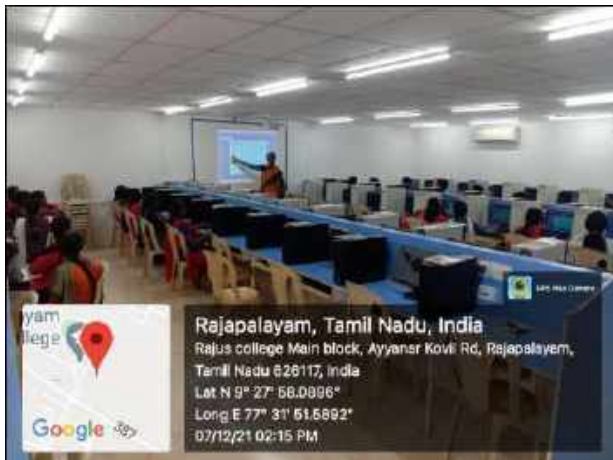 GPS Map Camera
yam
llege
Google
Rajapalayam, Tamil Nadu, India
Rajus college Main block, Ayyanar Kovil Rd, Rajapalayam,
Tamil Nadu 626117, India
Lat N 9° 27' 58.0896"
Long E 77° 31' 51.5892"
07/12/21 02:15 PM